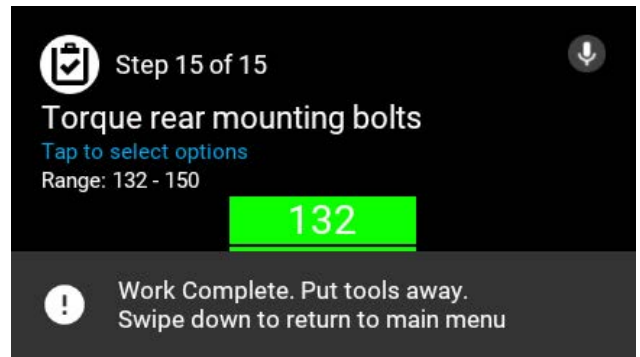 Step 15 of 15
Torque rear mounting bolts
Tap to select options
Range: 132 - 150
132
Work Complete. Put tools away.
Swipe down to return to main menu